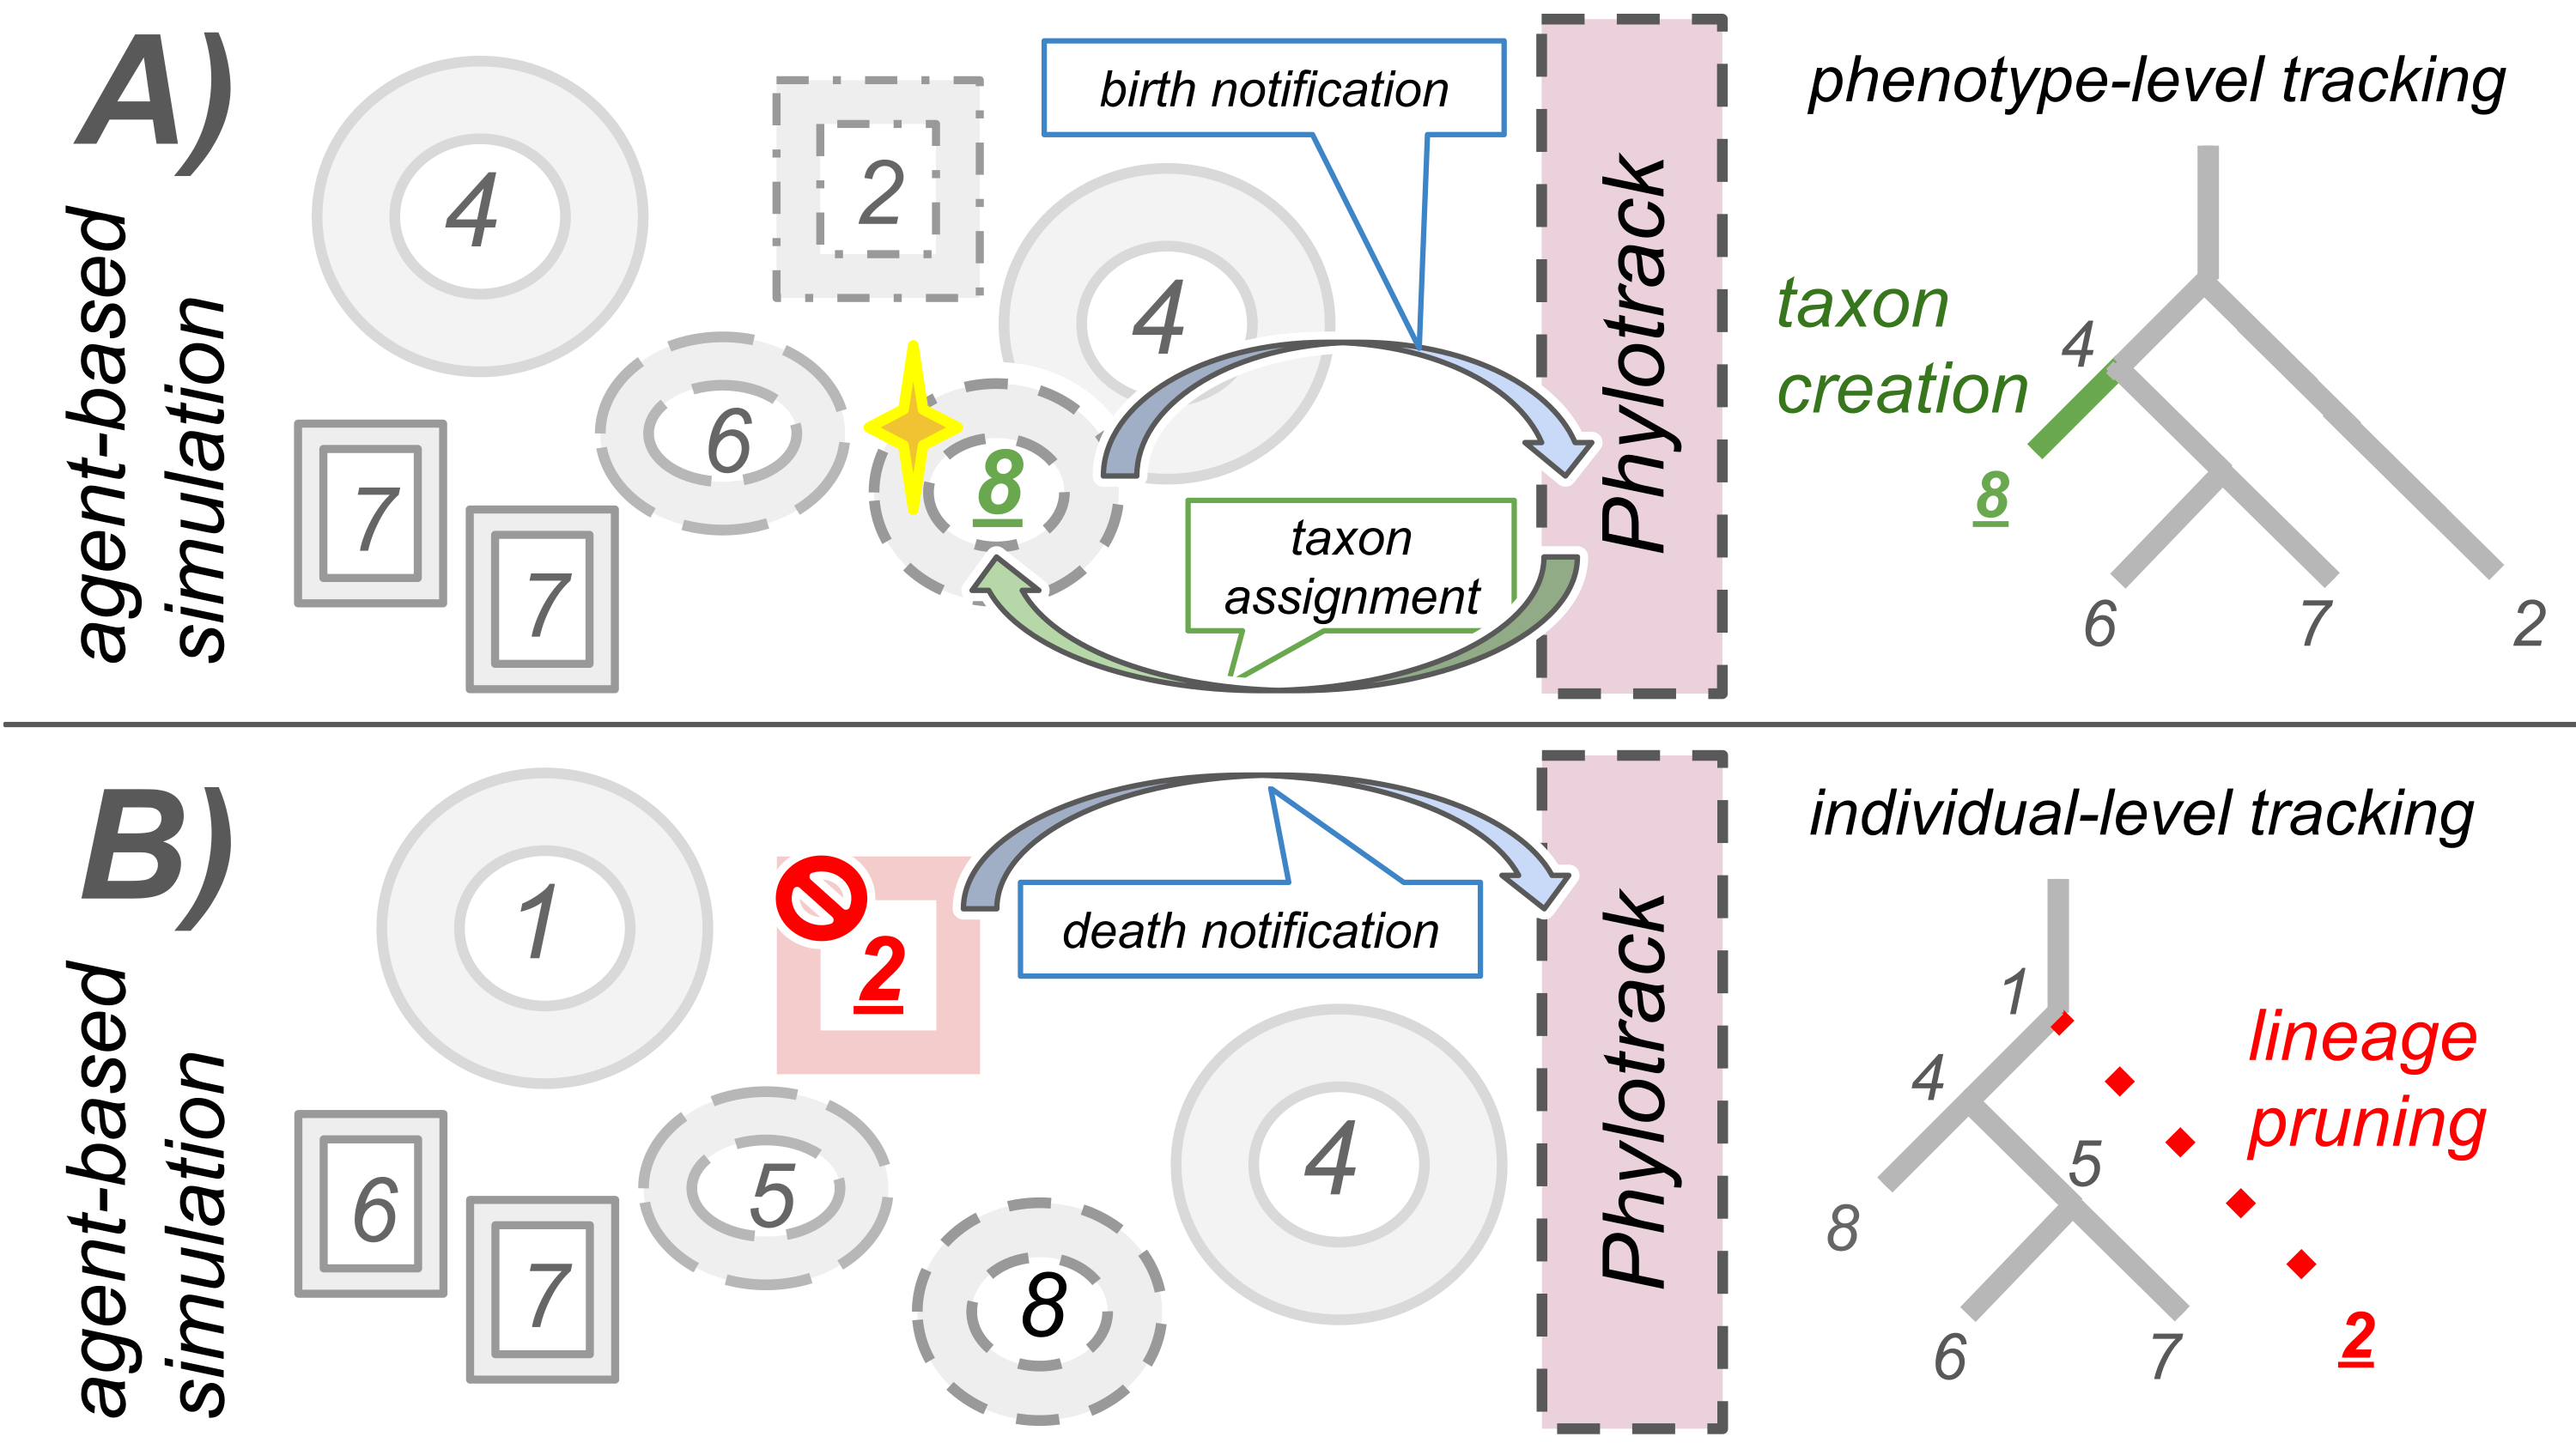 A)
agent-based
simulation
4
2
4
6
8
7
7
birth notification
taxon
assignment
Phylotrack
phenotype-level tracking
taxon
creation
4
8
6
7
2
B)
agent-based
simulation
1
2
6
7
5
8
4
death notification
Phylotrack
individual-level tracking
1
4
5
8
6
7
2
lineage
pruning